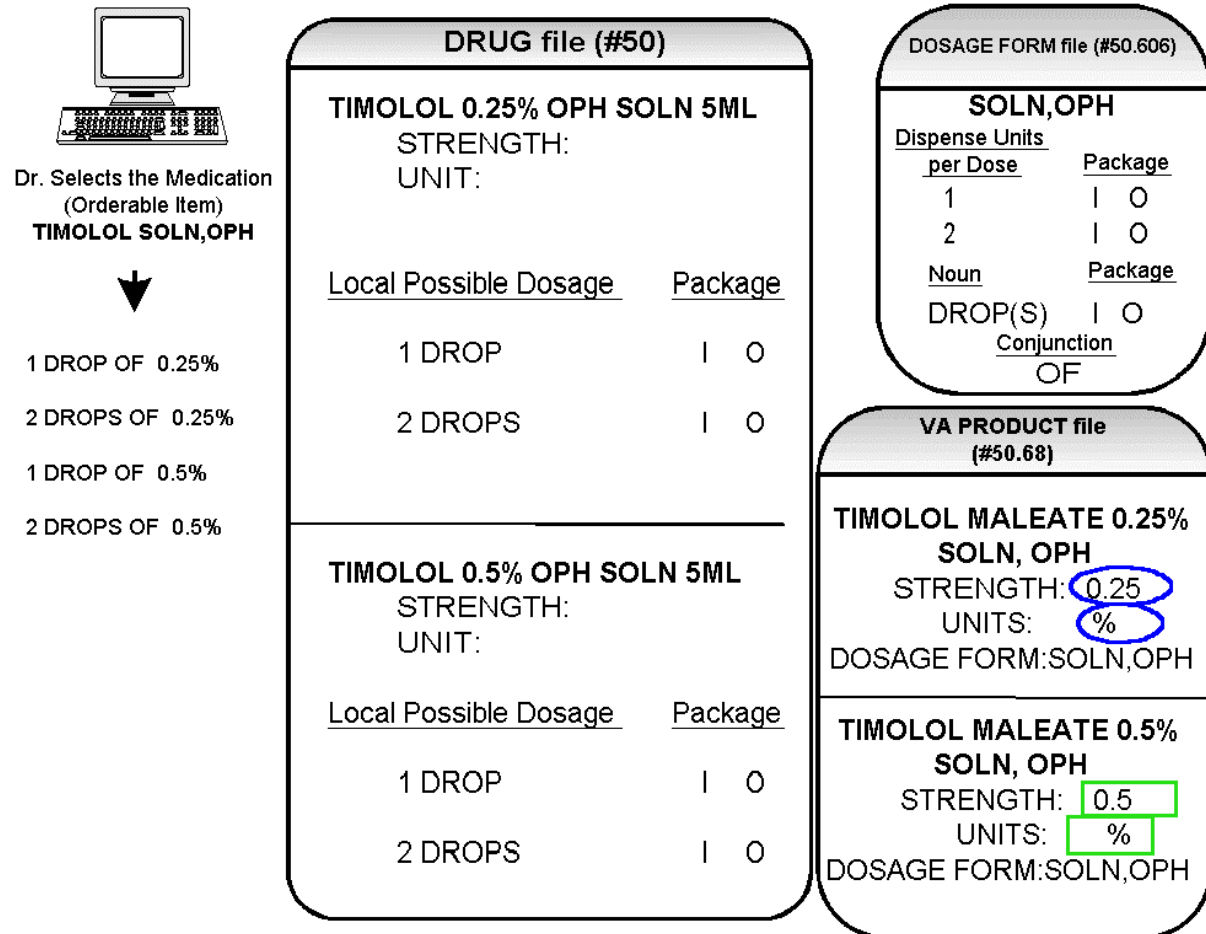 Dr. Selects the Medication
(Orderable Item)
TIMOLOL SOLN,OPH
1 DROP OF 0.25%
2 DROPS OF 0.25%
1 DROP OF 0.5%
2 DROPS OF 0.5%
DRUG file (#50)
TIMOLOL 0.25% OPH SOLN 5ML
STRENGTH:
UNIT:
Local Possible Dosage Package
1 DROP I O
2 DROPS I O
TIMOLOL 0.5% OPH SOLN 5ML
STRENGTH:
UNIT:
Local Possible Dosage Package
1 DROP I O
2 DROPS I O
DOSAGE FORM file (#50.606)
SOLN,OPH
Dispense Units
per Dose Package
1 I O
2 I O
Noun Package
DROP(S) I O
Conjunction
OF
VA PRODUCT file
(#50.68)
TIMOLOL MALEATE 0.25%
SOLN, OPH
STRENGTH: 0.25
UNITS: %
DOSAGE FORM:SOLN,OPH
TIMOLOL MALEATE 0.5%
SOLN, OPH
STRENGTH: 0.5
UNITS: %
DOSAGE FORM:SOLN,OPH